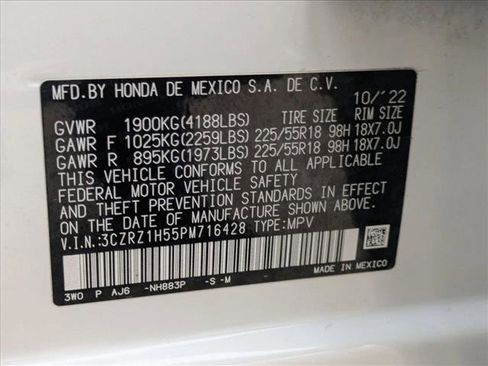 MFD.BY HONDA DE MEXICO S.A. DE C.V. 10/'22
GVWR 1900KG(4188LBS) TIRE SIZE RIM SIZE
GAWR F 1025KG(2259LBS) 225/55R18 98H 18X7.0J
GAWR R 895KG(1973LBS) 225/55R18 98H 18X7.0J
THIS VEHICLE CONFORMS TO ALL APPLICABLE
FEDERAL MOTOR VEHICLE SAFETY
AND THEFT PREVENTION STANDARDS IN EFFECT
ON THE DATE OF MANUFACTURE SHOWN ABOVE.
V.I.N:3CZRZ1H55PM716428 TYPE:MPV
3W0 P AJ6 -NH883P -S -M
MADE IN MEXICO